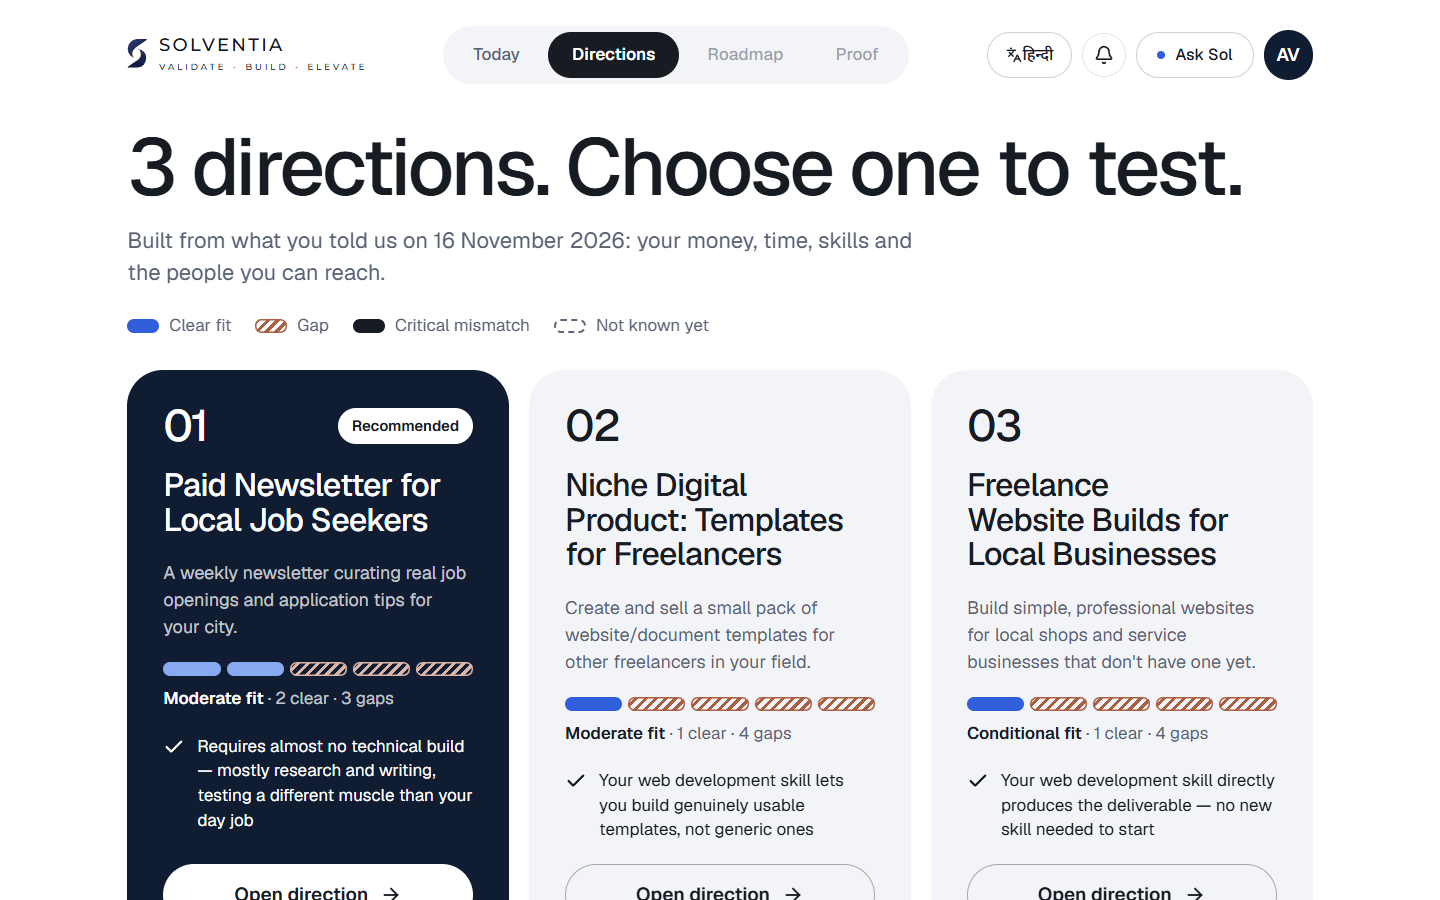 SOLVENTIA
VALIDATE · BUILD · ELEVATE
Today
Directions
Roadmap
Proof
हिन्दी
Ask Sol
AV
3 directions. Choose one to test.
Built from what you told us on 16 November 2026: your money, time, skills and
the people you can reach.
Clear fit
Gap
Critical mismatch
Not known yet
01
Recommended
Paid Newsletter for
Local Job Seekers
A weekly newsletter curating real job
openings and application tips for
your city.
Moderate fit · 2 clear · 3 gaps
Requires almost no technical build
— mostly research and writing,
testing a different muscle than your
day job
Open direction →
02
Niche Digital
Product: Templates
for Freelancers
Create and sell a small pack of
website/document templates for
other freelancers in your field.
Moderate fit · 1 clear · 4 gaps
Your web development skill lets
you build genuinely usable
templates, not generic ones
Open direction →
03
Freelance
Website Builds for
Local Businesses
Build simple, professional websites
for local shops and service
businesses that don't have one yet.
Conditional fit · 1 clear · 4 gaps
Your web development skill directly
produces the deliverable — no new
skill needed to start
Open direction →